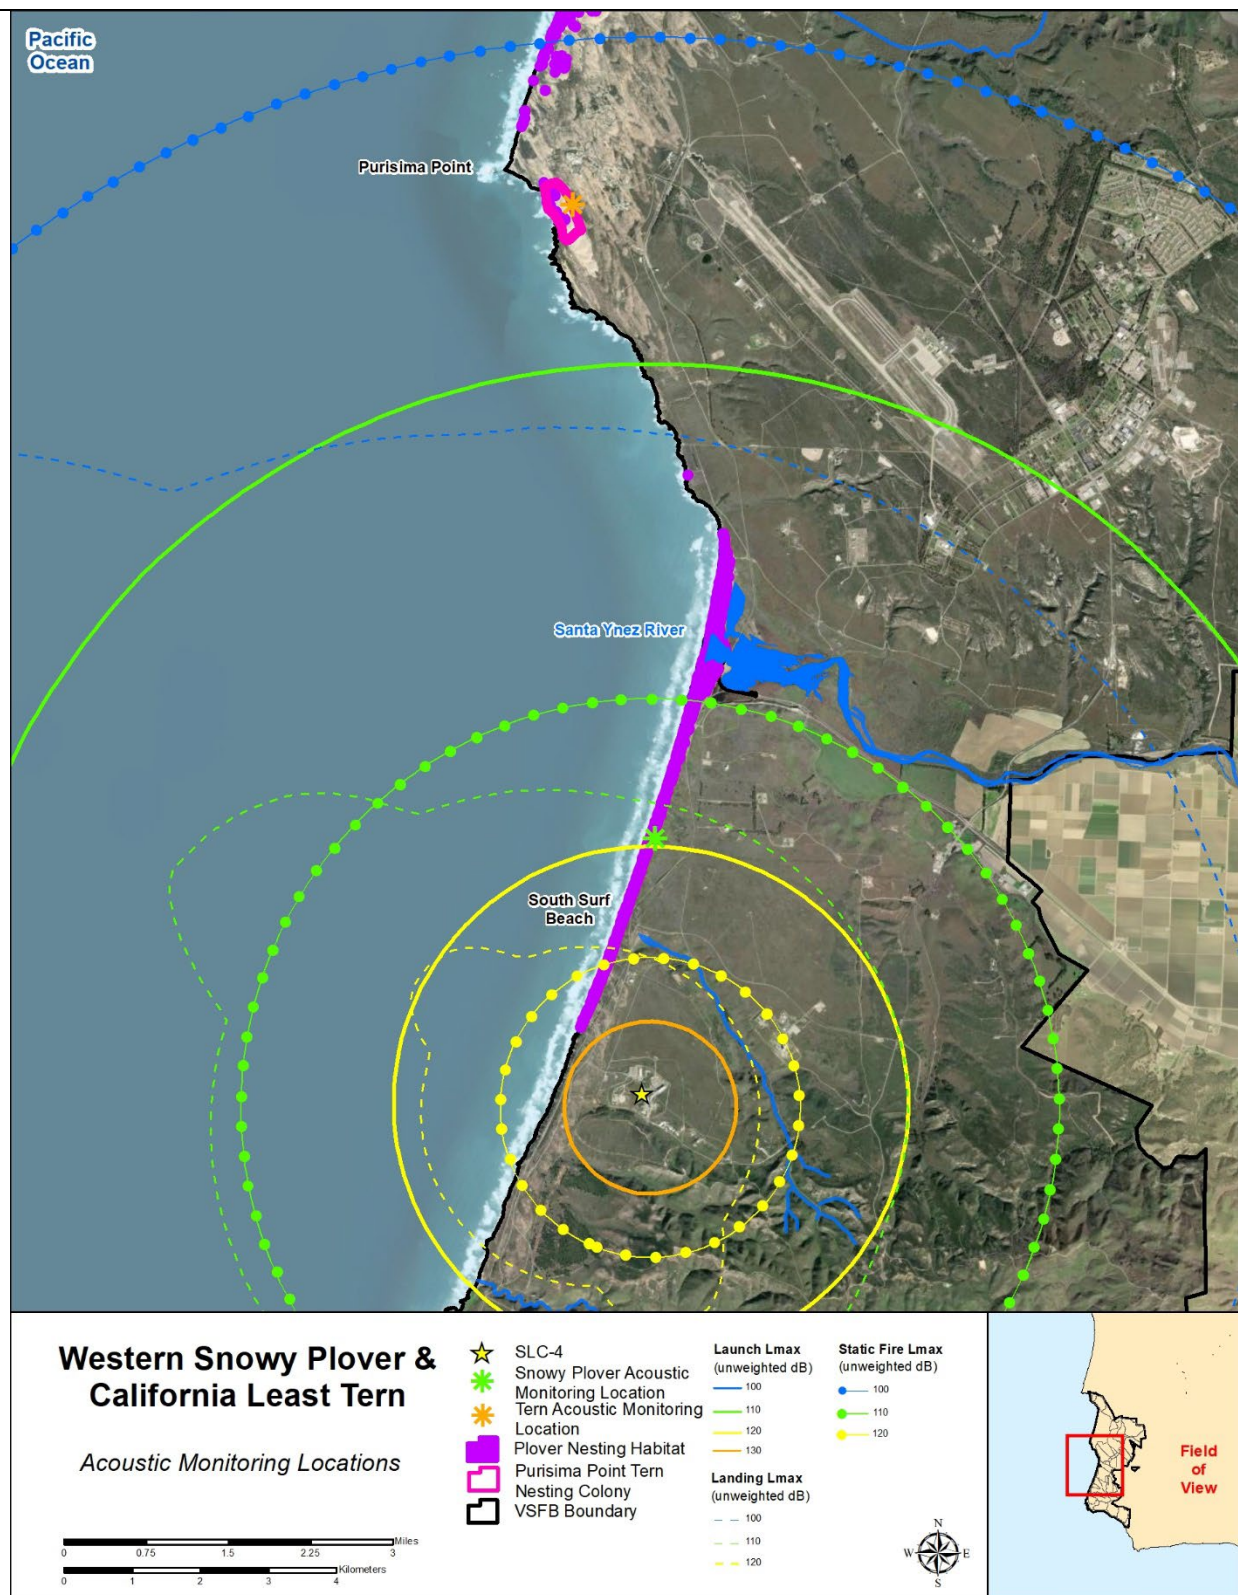 Pacific
Ocean
Purisima Point
Santa Ynez River
South Surf
Beach
Western Snowy Plover &
California Least Tern
Acoustic Monitoring Locations
0 0.75 1.5 2.25 3 Miles
0 1 2 3 4 Kilometers
SLC-4
Snowy Plover Acoustic
Monitoring Location
Tern Acoustic Monitoring
Location
Plover Nesting Habitat
Purisima Point Tern
Nesting Colony
VSFB Boundary
Launch Lmax
(unweighted dB)
100
110
120
130
Landing Lmax
(unweighted dB)
100
110
120
Static Fire Lmax
(unweighted dB)
100
110
120
N
W E
S
Field
of
View